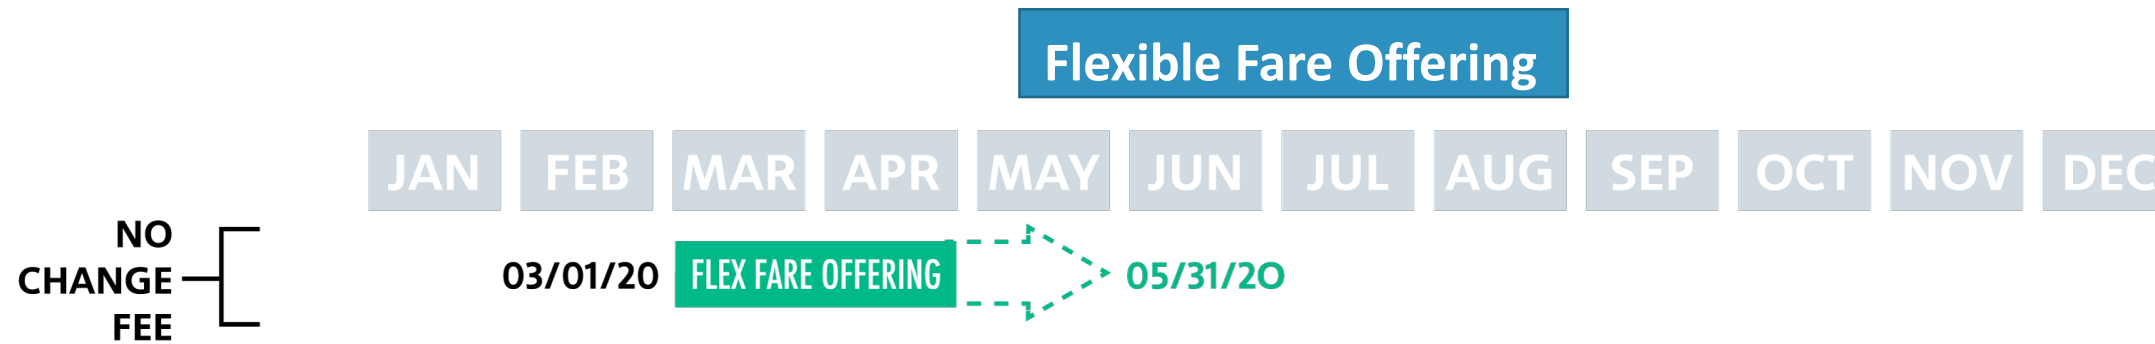 Flexible Fare Offering
JAN FEB MAR APR MAY JUN JUL AUG SEP OCT NOV DEC
NO
CHANGE
FEE
03/01/20 FLEX FARE OFFERING 05/31/20